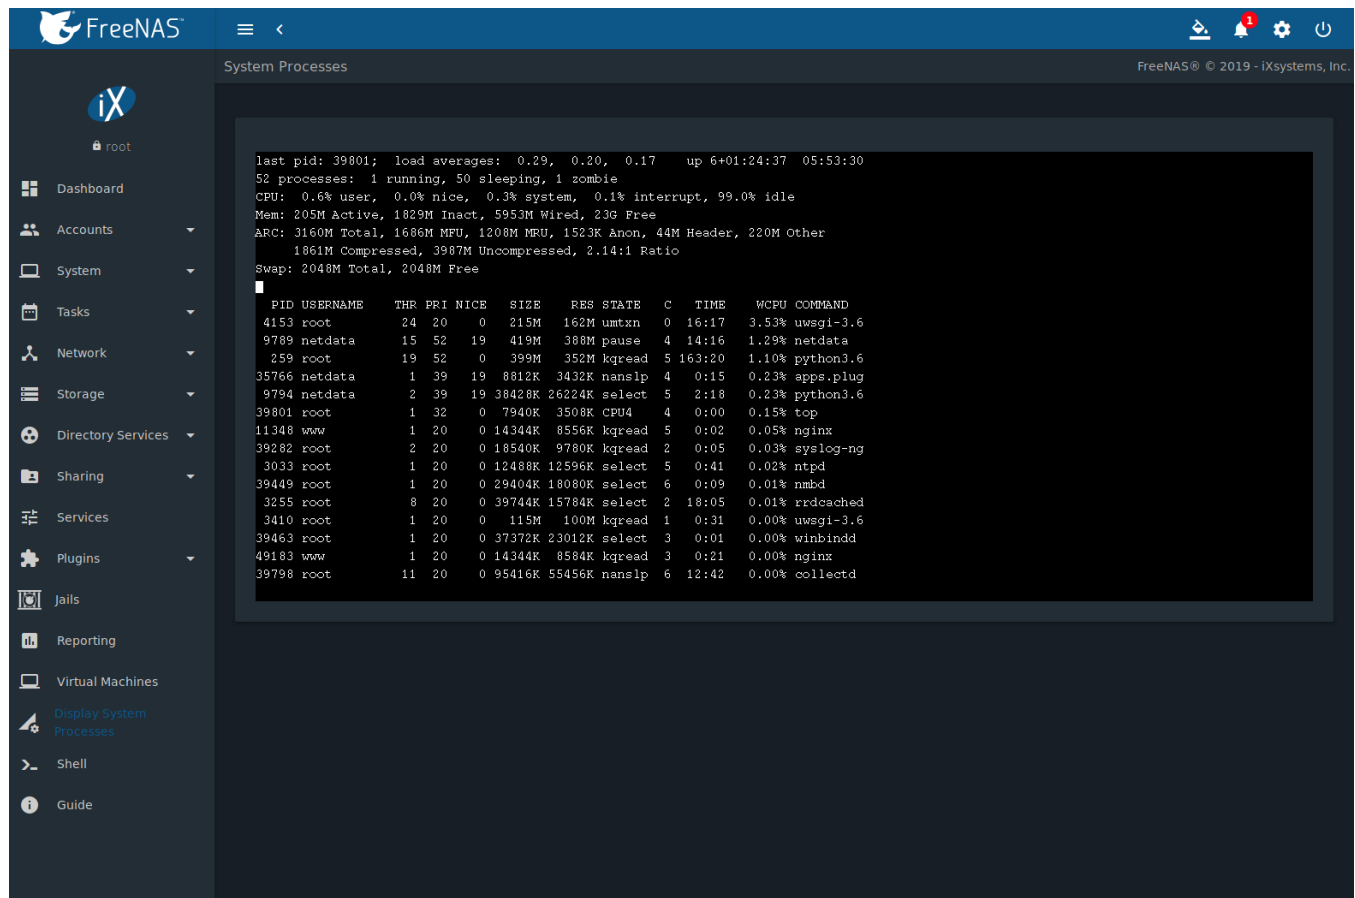 FreeNAS™
1
System Processes
FreeNAS® © 2019 - iXsystems, Inc.
iX
root
Dashboard
Accounts
System
Tasks
Network
Storage
Directory Services
Sharing
Services
Plugins
Jails
Reporting
Virtual Machines
Display System
Processes
Shell
Guide
last pid: 39801;  load averages:  0.29,  0.20,  0.17    up 6+01:24:37  05:53:30
52 processes:  1 running, 50 sleeping, 1 zombie
CPU:  0.6% user,  0.0% nice,  0.3% system,  0.1% interrupt, 99.0% idle
Mem: 205M Active, 1829M Inact, 5953M Wired, 23G Free
ARC: 3160M Total, 1686M MFU, 1208M MRU, 1523K Anon, 44M Header, 220M Other
1861M Compressed, 3987M Uncompressed, 2.14:1 Ratio
Swap: 2048M Total, 2048M Free
PID USERNAME    THR PRI NICE   SIZE    RES STATE   C   TIME    WCPU COMMAND
4153 root         24  20    0   215M   162M umtxn   0  16:17   3.53% uwsgi-3.6
9789 netdata      15  52   19   419M   388M pause   4  14:16   1.29% netdata
259 root         19  52    0   399M   352M kqread  5 163:20   1.10% python3.6
35766 netdata       1  39   19  8812K  3432K nanslp  4   0:15   0.23% apps.plug
9794 netdata       2  39   19 38428K 26224K select  5   2:18   0.23% python3.6
39801 root          1  32    0  7940K  3508K CPU4    4   0:00   0.15% top
11348 www           1  20    0 14344K  8556K kqread  5   0:02   0.05% nginx
39282 root          2  20    0 18540K  9780K kqread  2   0:05   0.03% syslog-ng
3033 root          1  20    0 12488K 12596K select  5   0:41   0.02% ntpd
39449 root          1  20    0 29404K 18080K select  6   0:09   0.01% nmbd
3255 root          8  20    0 39744K 15784K select  2  18:05   0.01% rrdcached
3410 root          1  20    0   115M   100M kqread  1   0:31   0.00% uwsgi-3.6
39463 root          1  20    0 37372K 23012K select  3   0:01   0.00% winbindd
49183 www           1  20    0 14344K  8584K kqread  3   0:21   0.00% nginx
39798 root         11  20    0 95416K 55456K nanslp  6  12:42   0.00% collectd